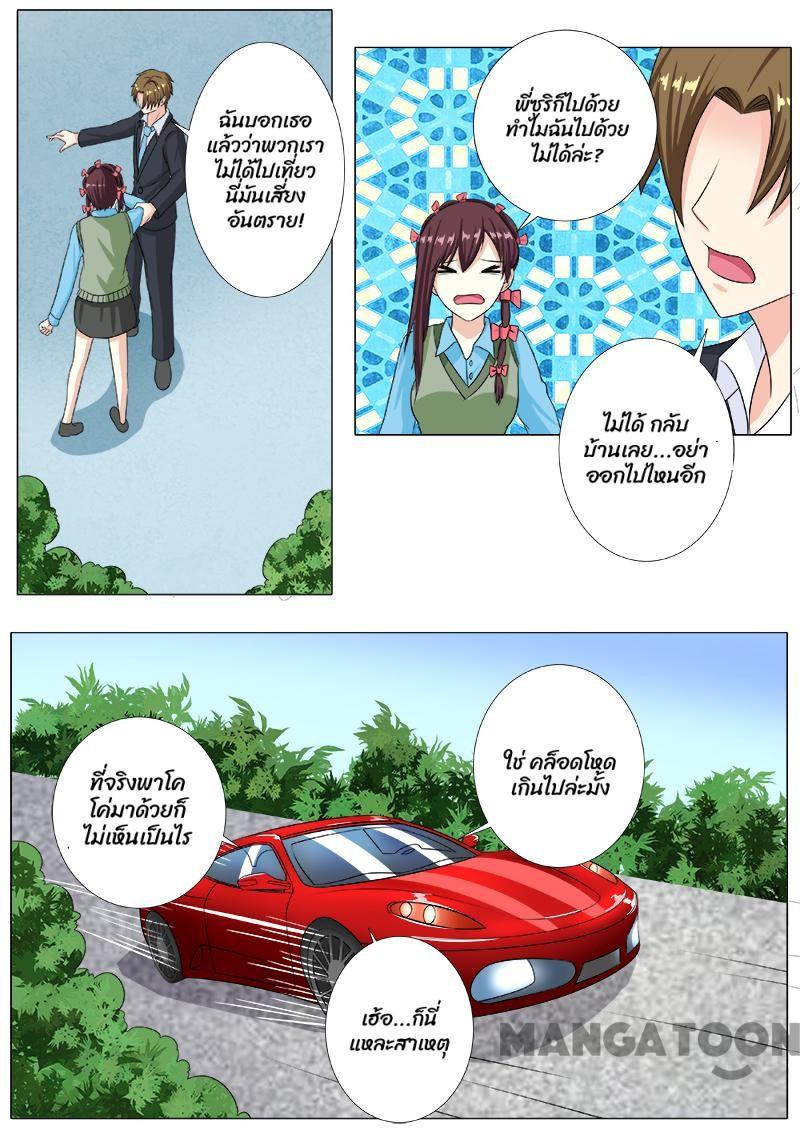 ฉันบอกเธอ
แล้วว่าพวกเรา
ไม่ได้ไปเที่ยว
นี่มันเสี่ยง
อันตราย!
พี่ซูริก็ไปด้วย
ทำไมฉันไปด้วย
ไม่ได้ล่ะ?
ไม่ได้ กลับ
บ้านเลย...อย่า
ออกไปไหนอีก
ใช่ คล็อดโหด
เกินไปล่ะมั้ง
ที่จริงพาโค
โค่มาด้วยก็
ไม่เห็นเป็นไร
เฮ้อ...ก็นี่
แหละสาเหตุ
MANGATOON